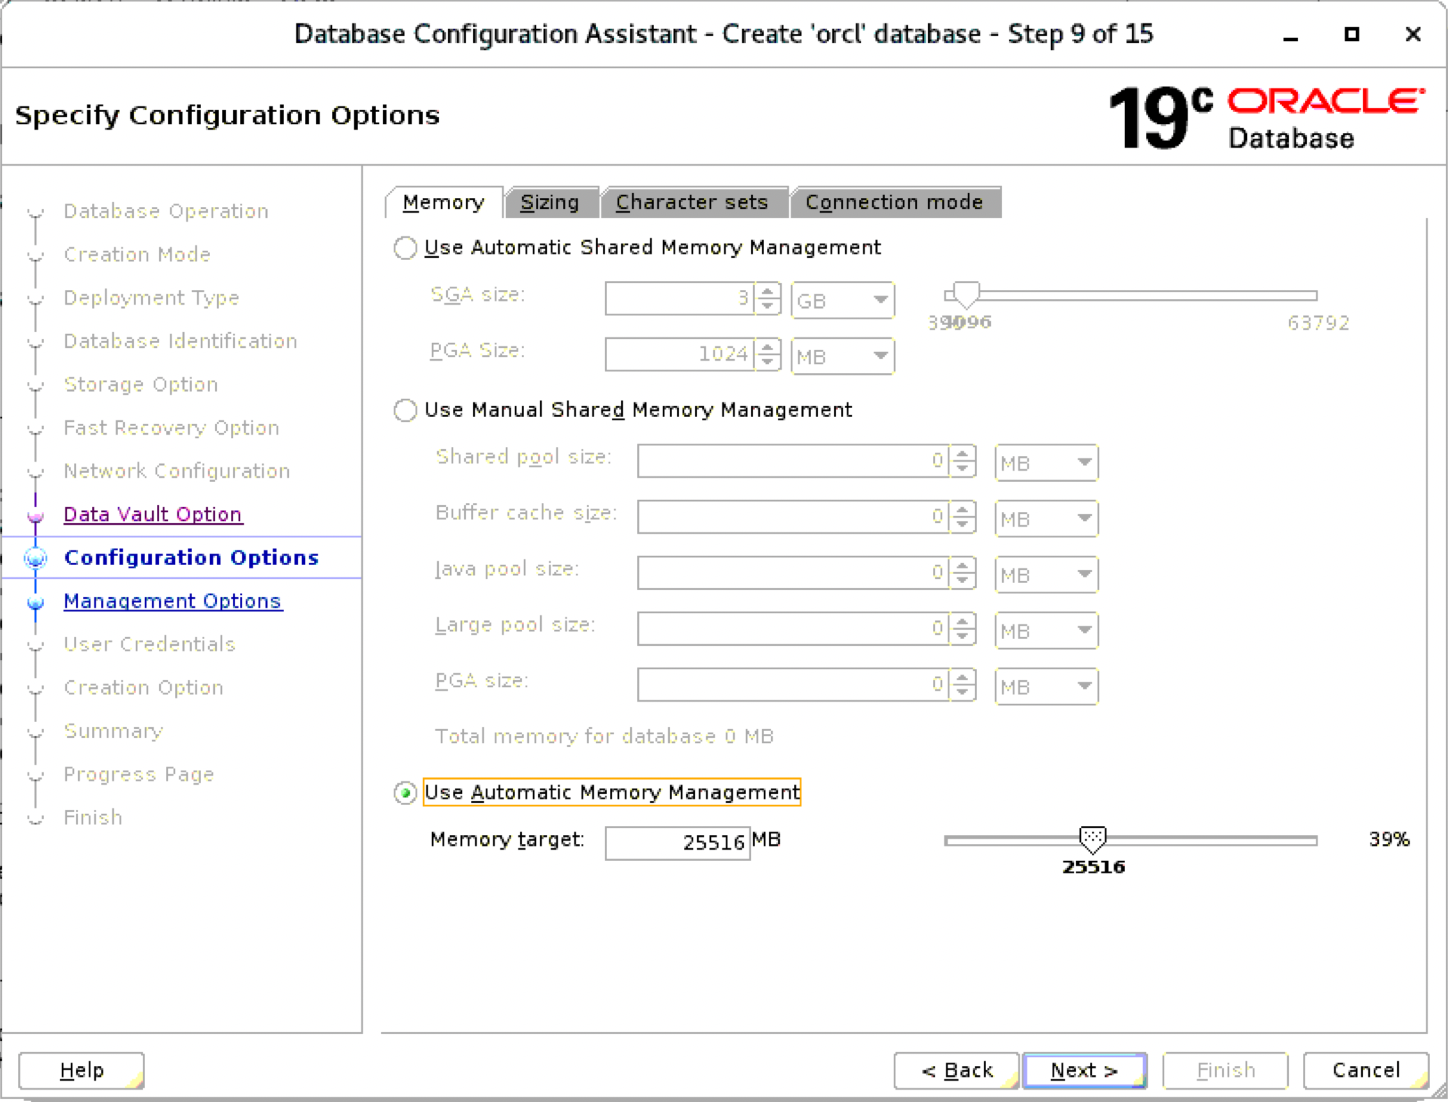 Database Configuration Assistant - Create 'orcl' database - Step 9 of 15
Specify Configuration Options
19c ORACLE
Database
Database Operation
Creation Mode
Deployment Type
Database Identification
Storage Option
Fast Recovery Option
Network Configuration
Data Vault Option
Configuration Options
Management Options
User Credentials
Creation Option
Summary
Progress Page
Finish
Memory Sizing Character sets Connection mode
Use Automatic Shared Memory Management
SGA size: 3 GB
4096 63792
PGA Size: 1024 MB
Use Manual Shared Memory Management
Shared pool size: 0 MB
Buffer cache size: 0 MB
Java pool size: 0 MB
Large pool size: 0 MB
PGA size: 0 MB
Total memory for database 0 MB
Use Automatic Memory Management
Memory target: 25516 MB 39%
25516
Help < Back Next > Finish Cancel